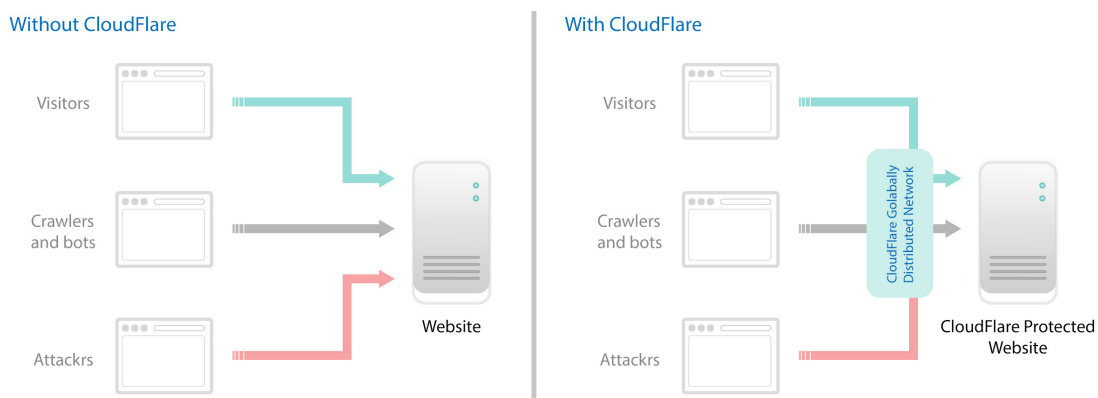 Without CloudFlare
Visitors
Crawlers
and bots
Attackrs
Website
With CloudFlare
Visitors
Crawlers
and bots
Attackrs
CloudFlare Golabally
Distributed Network
CloudFlare Protected
Website